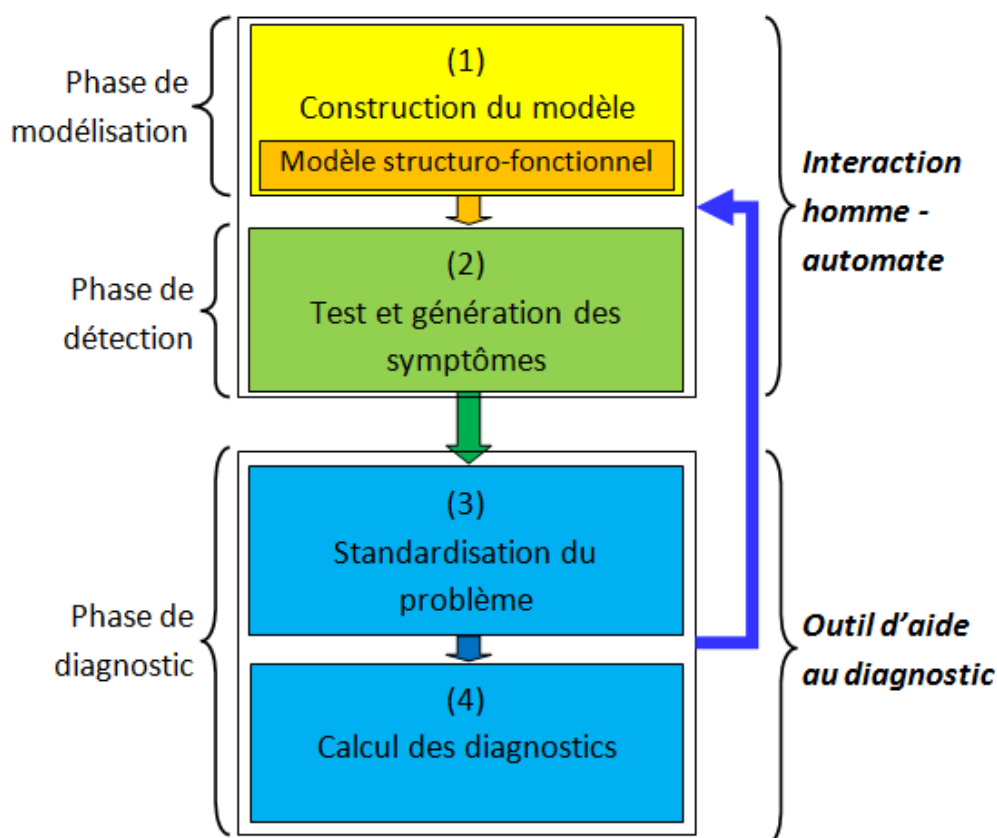 Phase de
modélisation
(1)
Construction du modèle
Modèle structuro-fonctionnel
Interaction
homme -
automate
Phase de
détection
(2)
Test et génération des
symptômes
Phase de
diagnostic
(3)
Standardisation du
problème
(4)
Calcul des diagnostics
Outil d’aide
au diagnostic